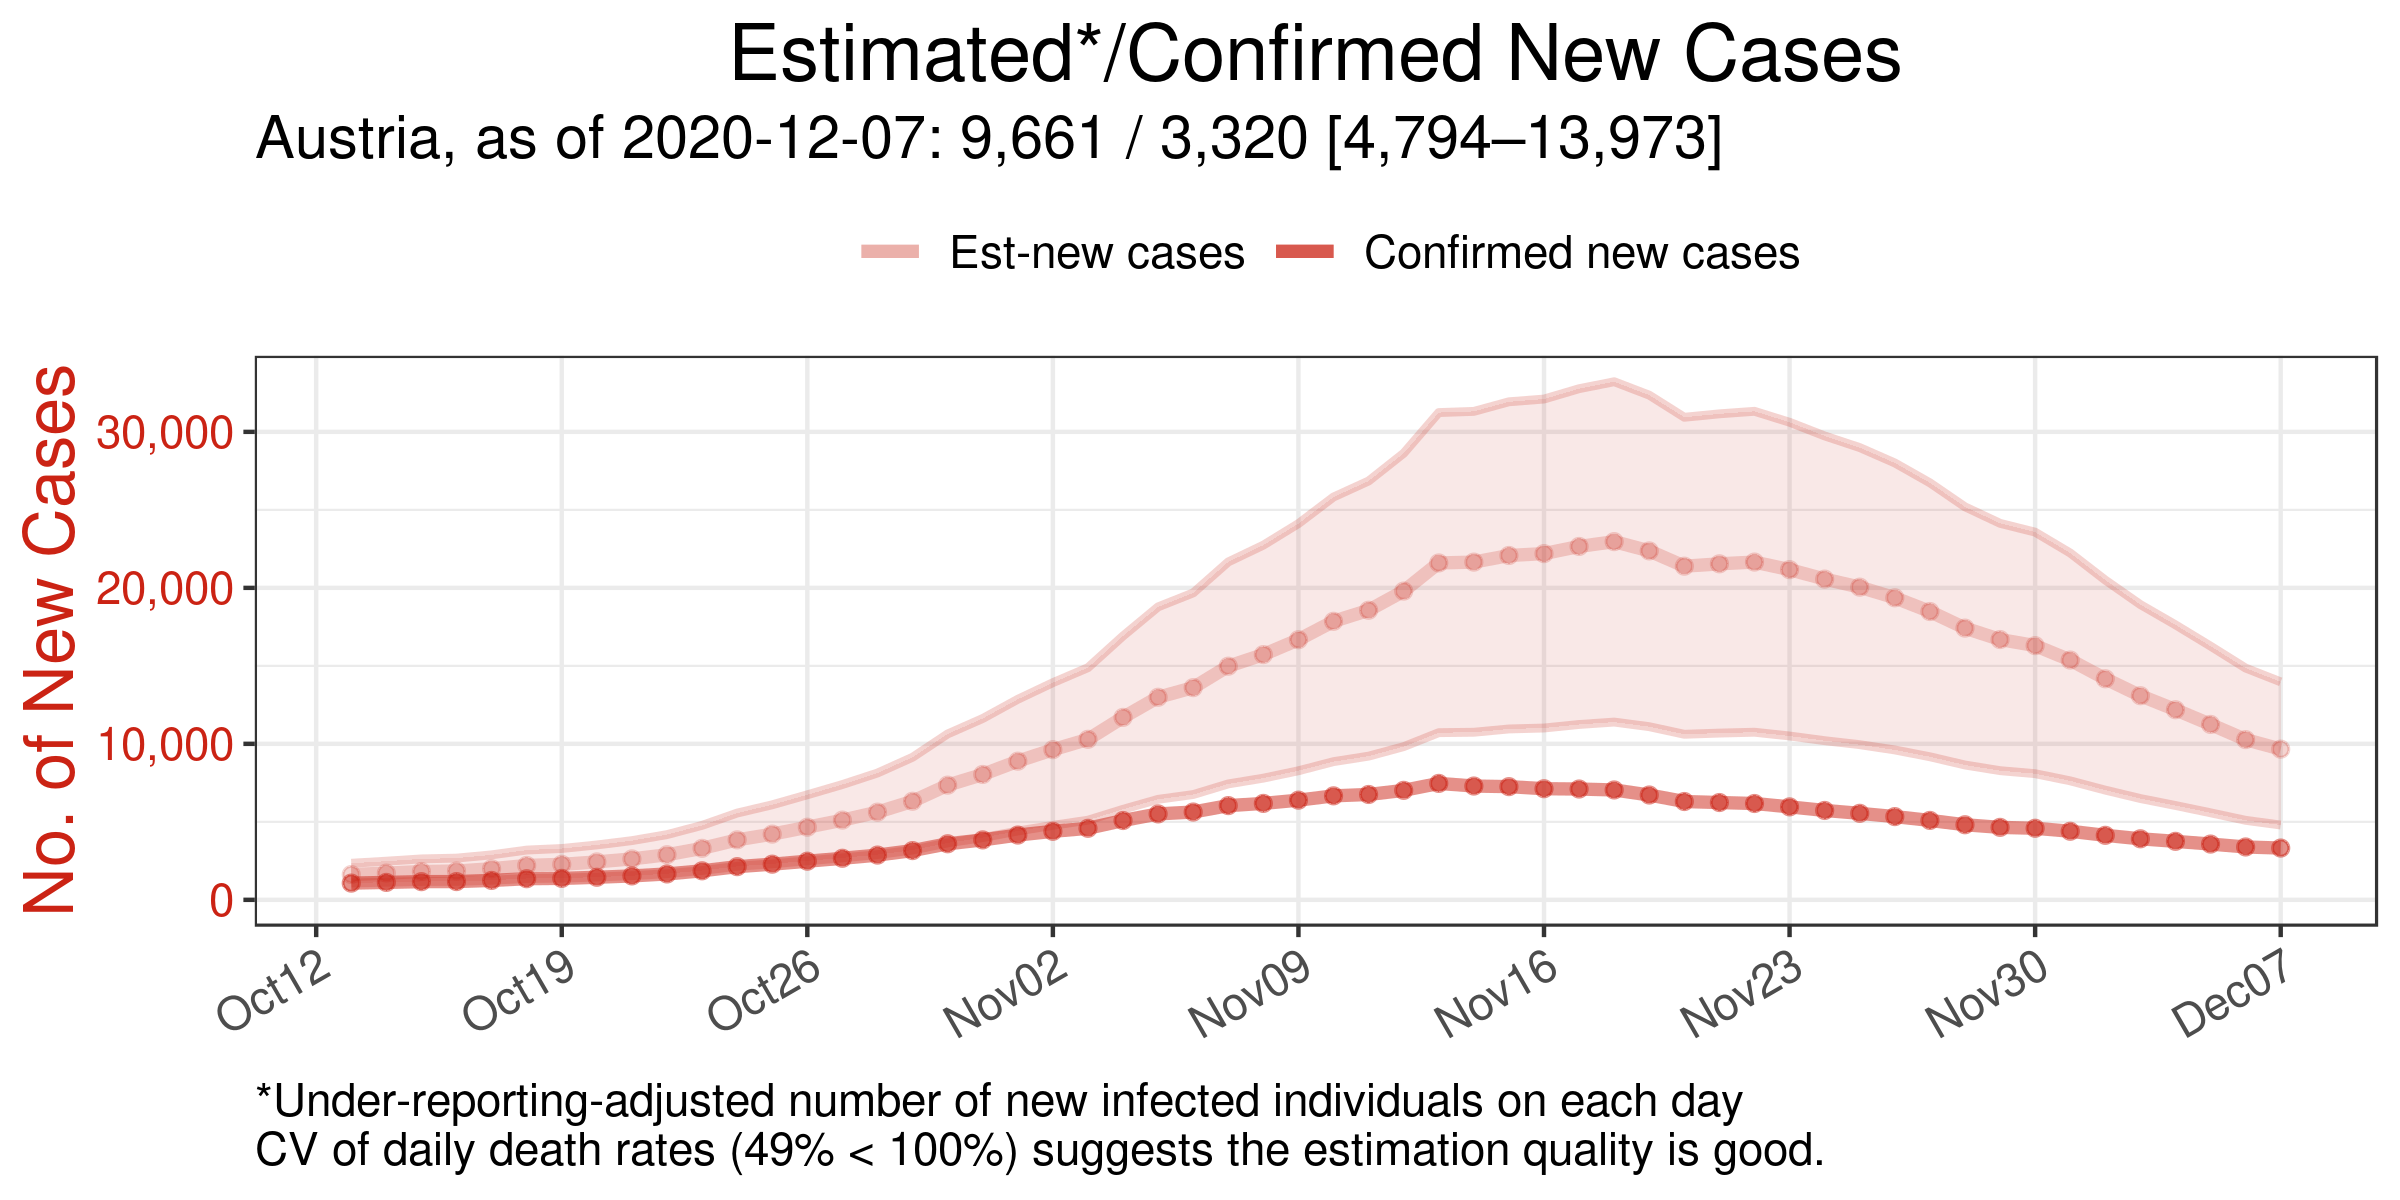 Estimated*/Confirmed New Cases
Austria, as of 2020-12-07: 9,661 / 3,320 [4,794–13,973]
Est-new cases
Confirmed new cases
No. of New Cases
30,000
20,000
10,000
0
Oct12
Oct19
Oct26
Nov02
Nov09
Nov16
Nov23
Nov30
Dec07
*Under-reporting-adjusted number of new infected individuals on each day
CV of daily death rates (49% < 100%) suggests the estimation quality is good.